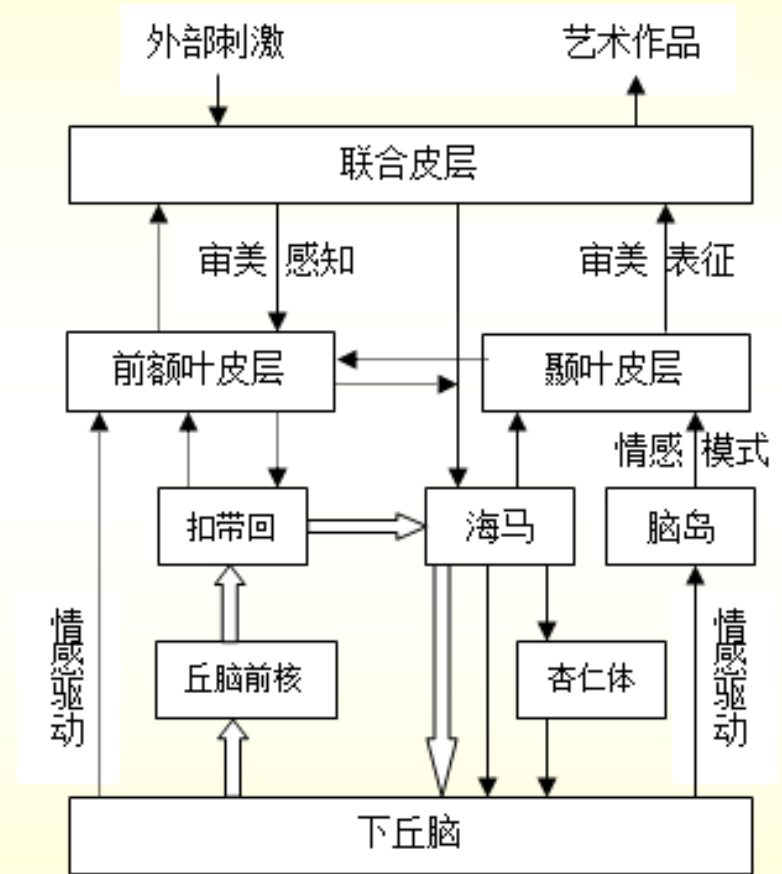 外部刺激
艺术作品
联合皮层
审美 感知
审美 表征
前额叶皮层
颞叶皮层
情感 模式
扣带回
海马
脑岛
情感驱动
丘脑前核
杏仁体
情感驱动
下丘脑